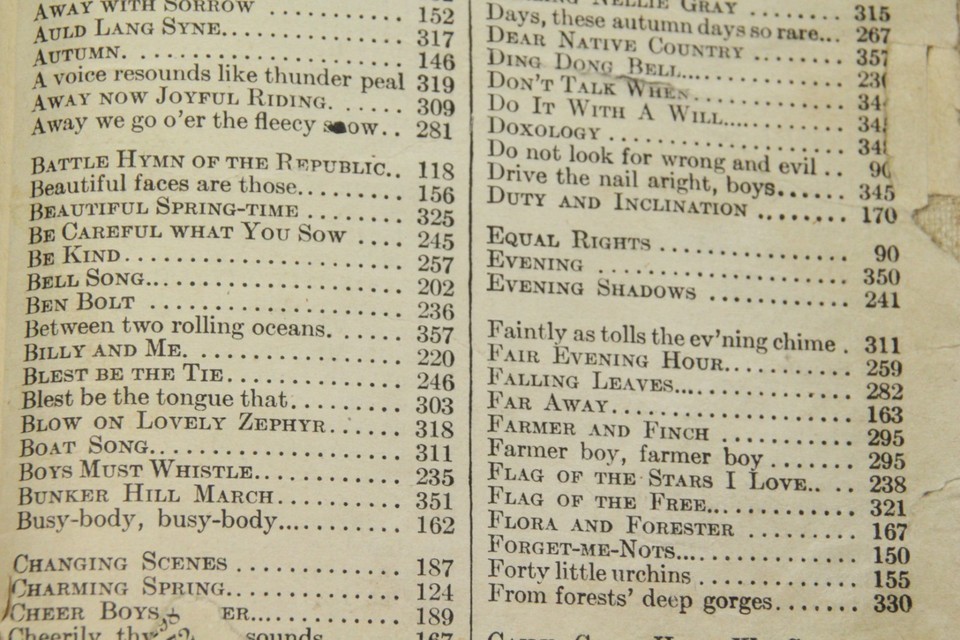 AWAY WITH SORROW ........ 152
AULD LANG SYNE.............. 317
AUTUMN. ................... 146
A voice resounds like thunder peal 319
AWAY NOW JOYFUL RIDING. ...... 309
Away we go o'er the fleecy .. 281
BATTLE HYMN OF THE REPUBLIC.. 118
Beautiful faces are those........ 156
BEAUTIFUL SPRING-TIME ........ 325
BE CAREFUL WHAT YOU SOW .... 245
BE KIND..................... 257
BELL SONG................... 202
BEN BOLT ................... 236
Between two rolling oceans. ...... 357
BILLY AND ME. ............... 220
BLEST BE THE TIE............. 246
Blest be the tongue that......... 303
BLOW ON LOVELY ZEPHYR....... 318
BOAT SONG................... 311
BOYS MUST WHISTLE........... 235
BUNKER HILL MARCH......... 351
Busy-body, busy-body............ 162
CHANGING SCENES ............ 187
CHARMING SPRING............. 124
CHEER BOYS, ER........... 189
Cheerily sounds 167
NELLIE GRAY ........ 315
Days, these autumn days so rare... 267
DEAR NATIVE COUNTRY ........ 357
DING DONG BELL...............
DON'T TALK WHEN............
DO IT WITH A WILL............
DOXOLOGY ..................
Do not look for wrong and evil ..
Drive the nail aright, boys...... 345
DUTY AND INCLINATION ........ 170
EQUAL RIGHTS ............... 90
EVENING .................... 350
EVENING SHADOWS ........... 241
Faintly as tolls the ev'ning chime . 311
FAIR EVENING HOUR........... 259
FALLING LEAVES.............. 282
FAR AWAY................... 163
FARMER AND FINCH .......... 295
Farmer boy, farmer boy ........ 295
FLAG OF THE STARS I LOVE.. .. 238
FLAG OF THE FREE............ 321
FLORA AND FORESTER ......... 167
FORGET-ME-NOTS.............. 150
Forty little urchins ............ 155
From forests' deep gorges....... 330